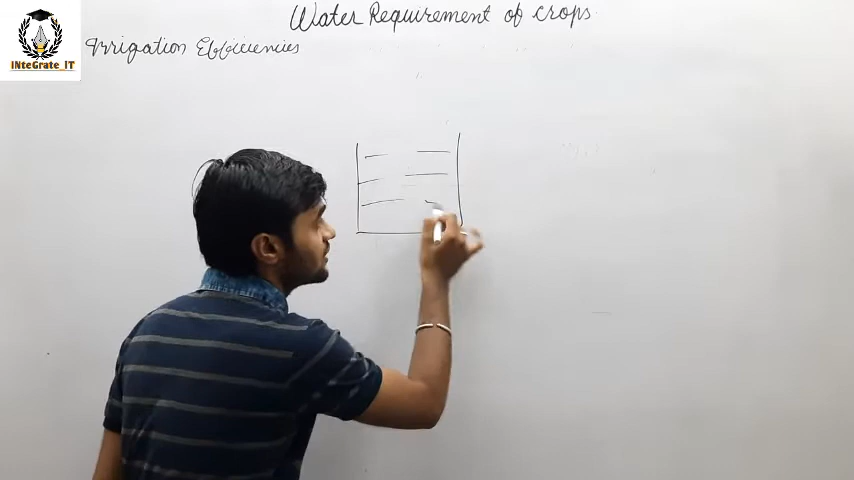 Water Requirement of crops
Irrigation Efficiencies
INteGrate_IT